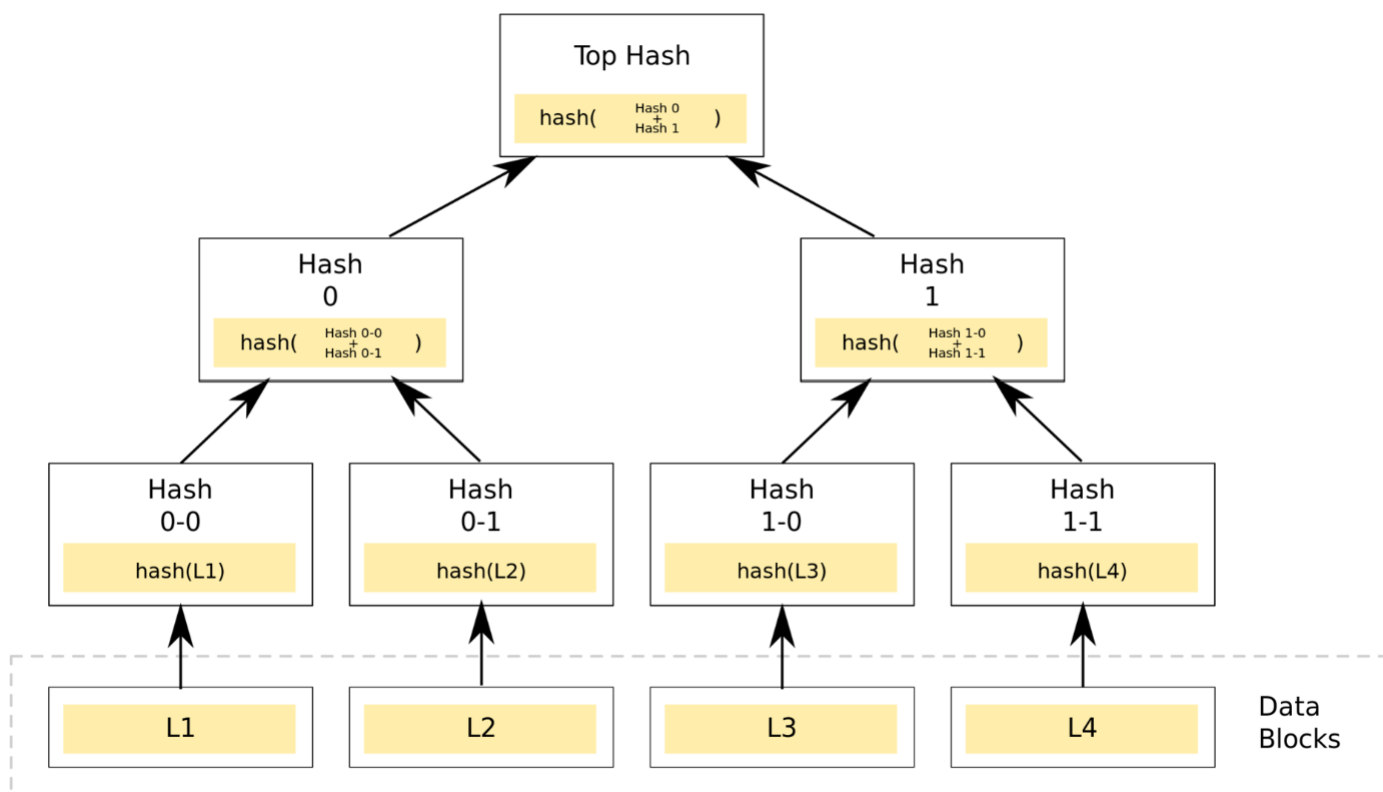 Top Hash
hash( Hash 0 + Hash 1 )
Hash
0
hash( Hash 0-0 + Hash 0-1 )
Hash
1
hash( Hash 1-0 + Hash 1-1 )
Hash
0-0
hash(L1)
Hash
0-1
hash(L2)
Hash
1-0
hash(L3)
Hash
1-1
hash(L4)
L1
L2
L3
L4
Data
Blocks